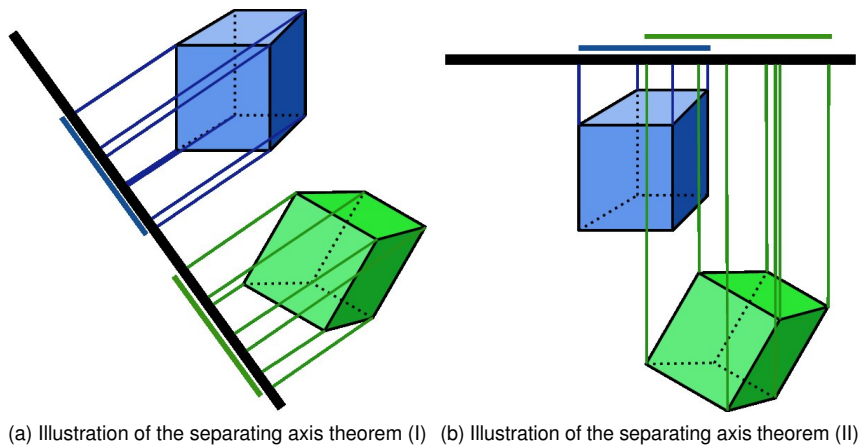 (a) Illustration of the separating axis theorem (I) (b) Illustration of the separating axis theorem (II)